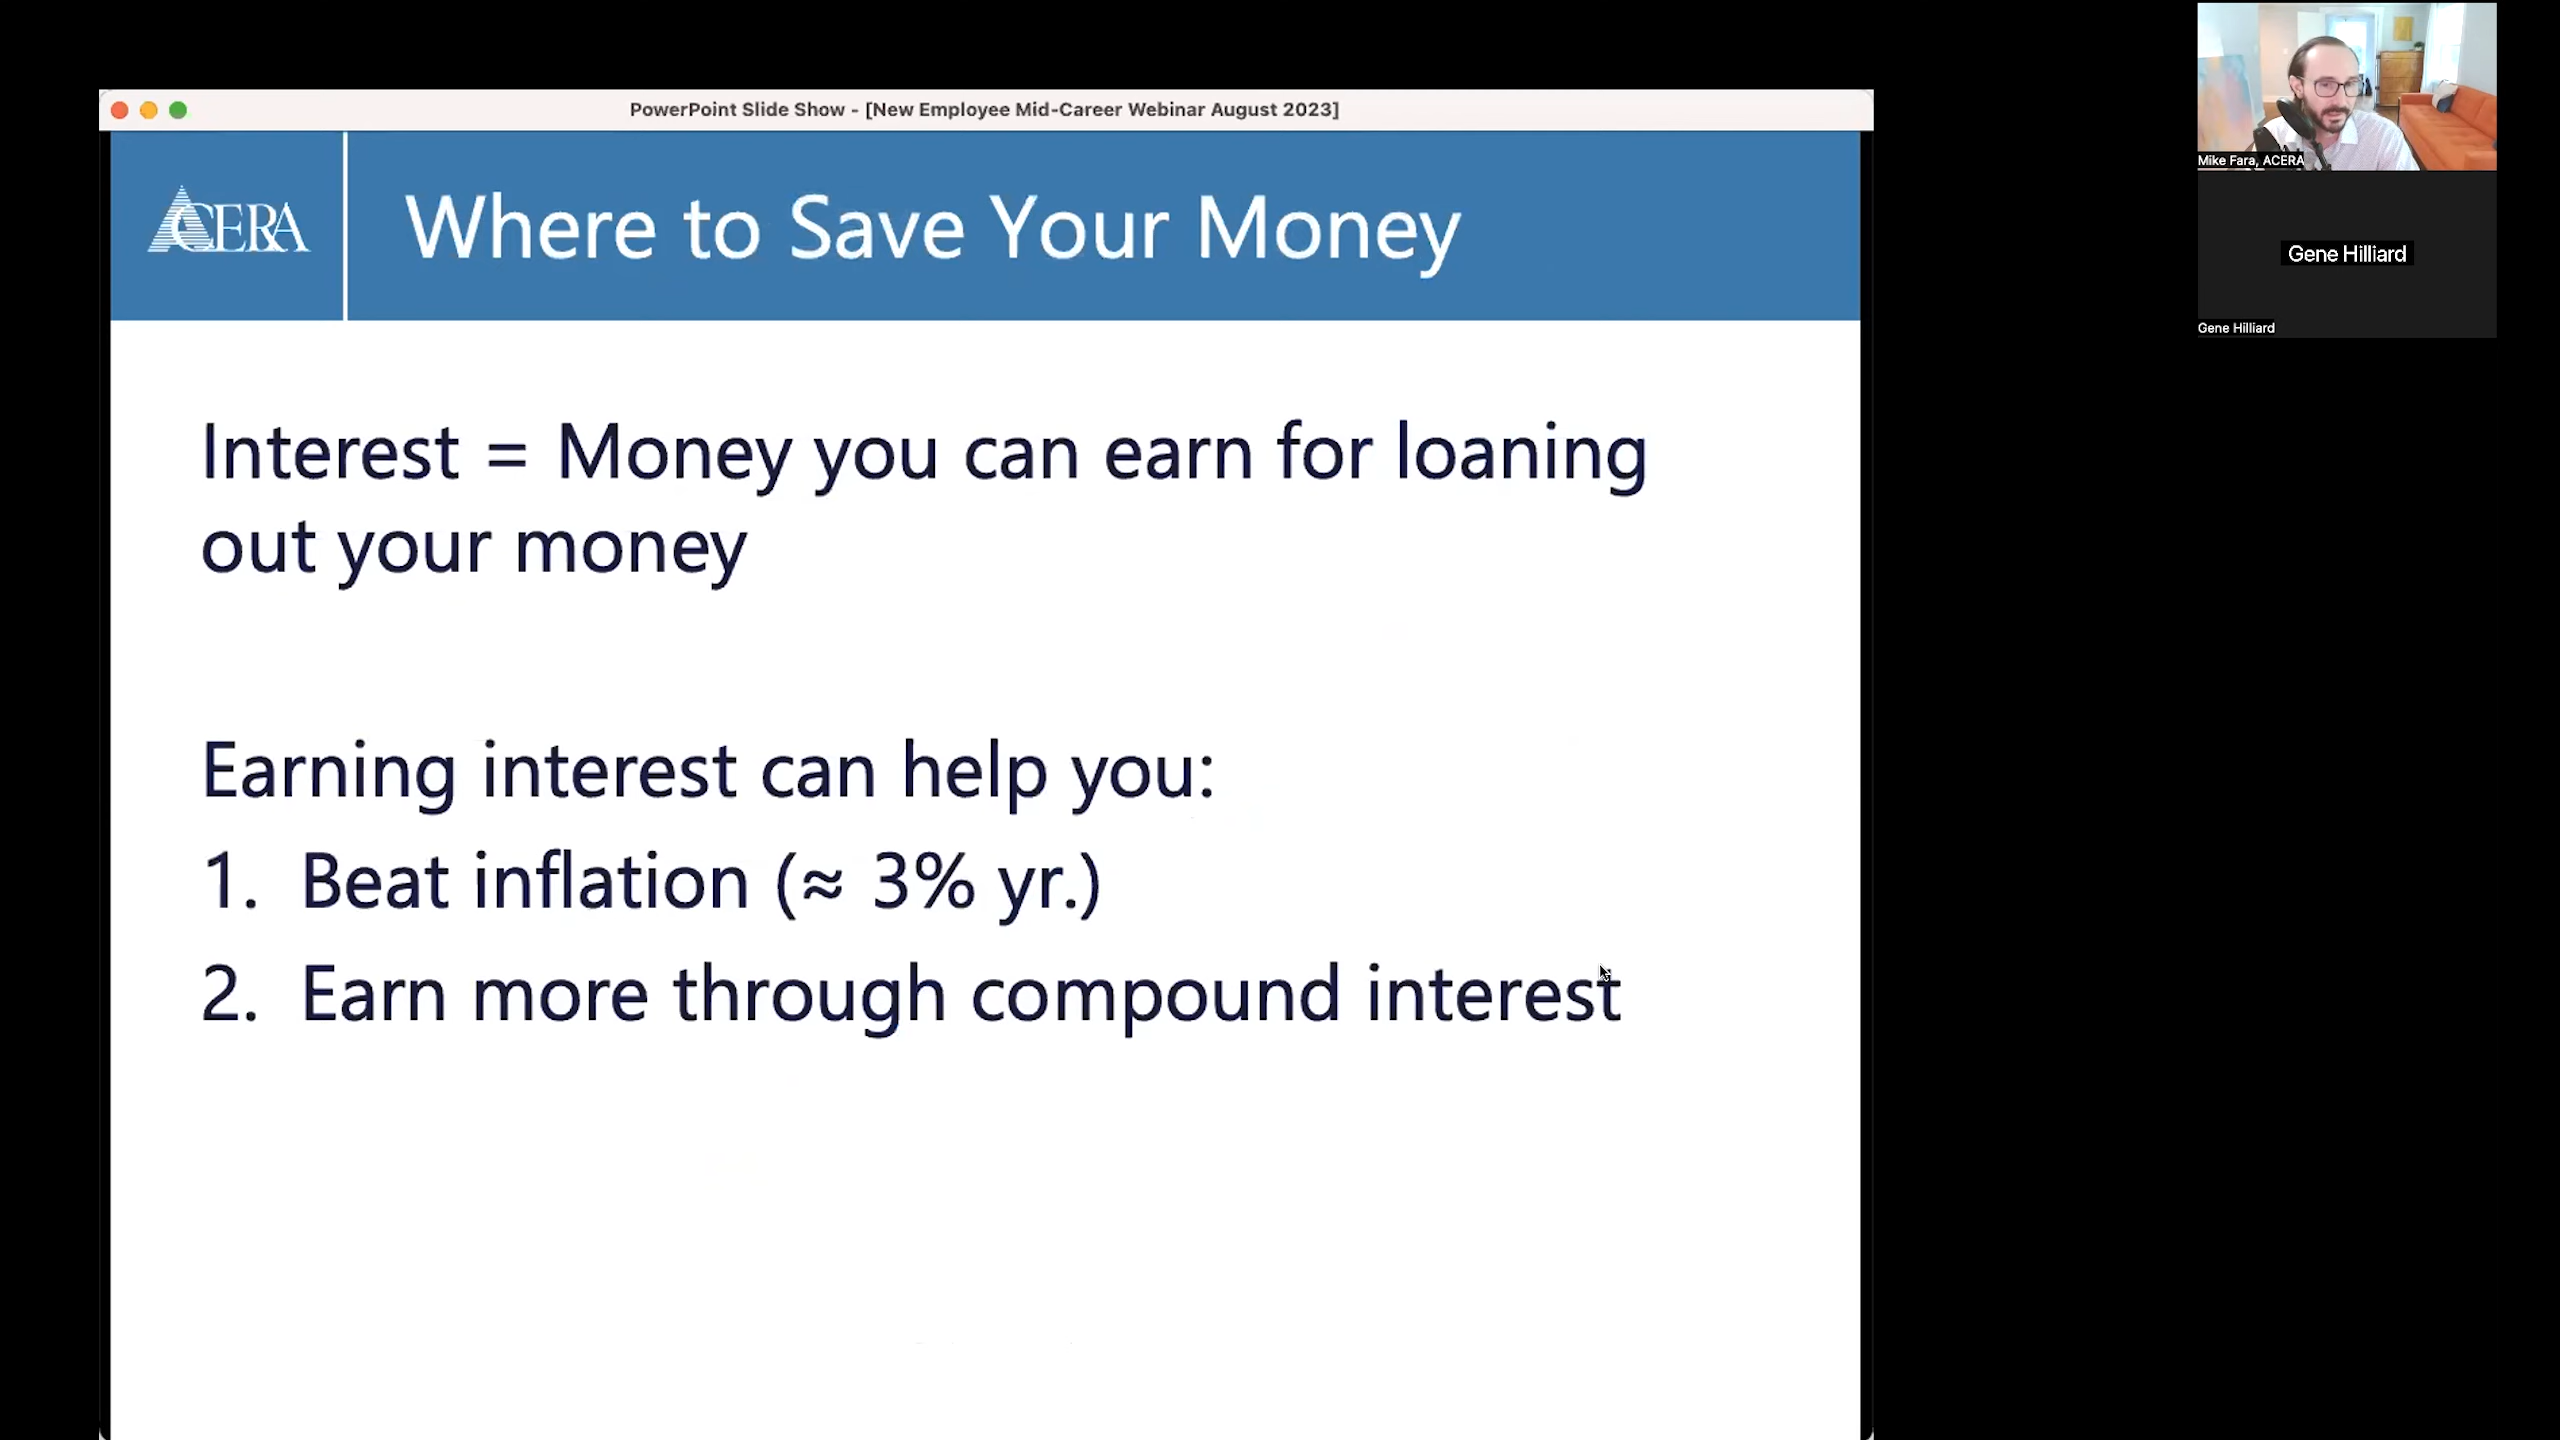 PowerPoint Slide Show - [New Employee Mid-Career Webinar August 2023]
ACERA
Where to Save Your Money
Interest = Money you can earn for loaning
out your money
Earning interest can help you:
1. Beat inflation (≈ 3% yr.)
2. Earn more through compound interest
Mike Fara, ACERA
Gene Hilliard
Gene Hilliard